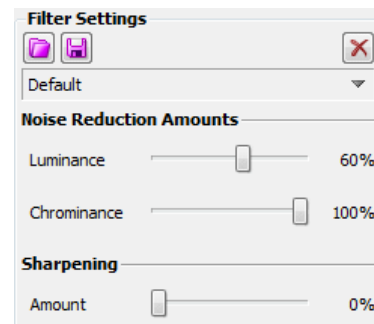 Filter Settings
Default
Noise Reduction Amounts
Luminance 60%
Chrominance 100%
Sharpening
Amount 0%